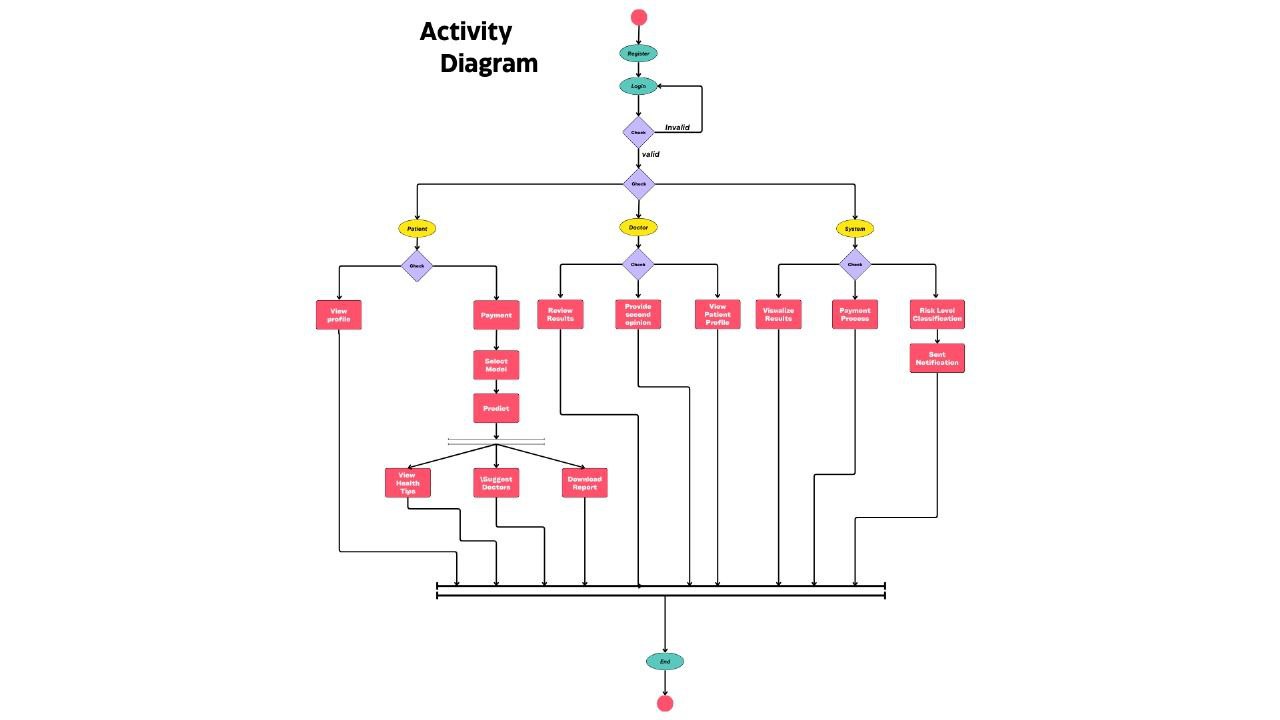 Activity
Diagram
Register
Login
Check
Invalid
valid
Check
Patient
Doctor
System
Check
Check
Check
View
profile
Payment
Review
Results
Provide
second
opinion
View
Patient
Profile
Visualize
Results
Payment
Process
Risk Level
Classification
Select
Model
Sent
Notification
Predict
View
Health
Tips
\Suggest
Doctors
Download
Report
End